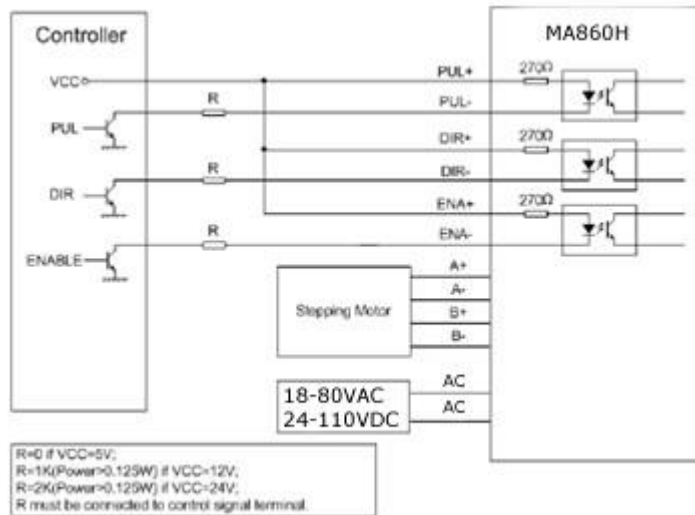 Controller
MA860H
VCC
PUL+
270Ω
R
PUL-
PUL
DIR+
270Ω
R
DIR-
DIR
ENA+
270Ω
R
ENA-
ENABLE
A+
A-
Stepping Motor
B+
B-
18-80VAC
24-110VDC
AC
AC
R=0 if VCC=5V;
R=1K(Power>0.125W) if VCC=12V;
R=2K(Power>0.125W) if VCC=24V;
R must be connected to control signal terminal.